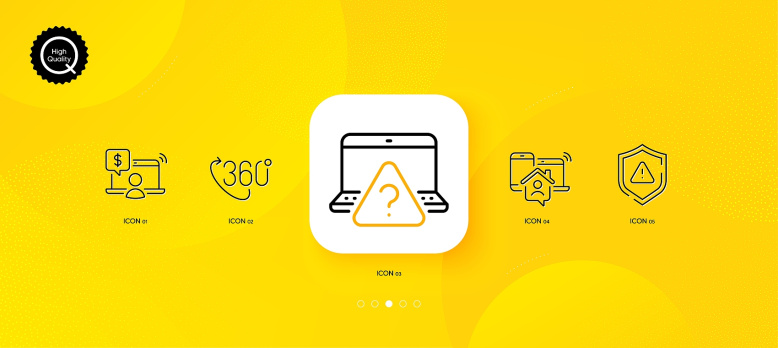 High
Quality
$
360°
?
!
ICON 01
ICON 02
ICON 03
ICON 04
ICON 05